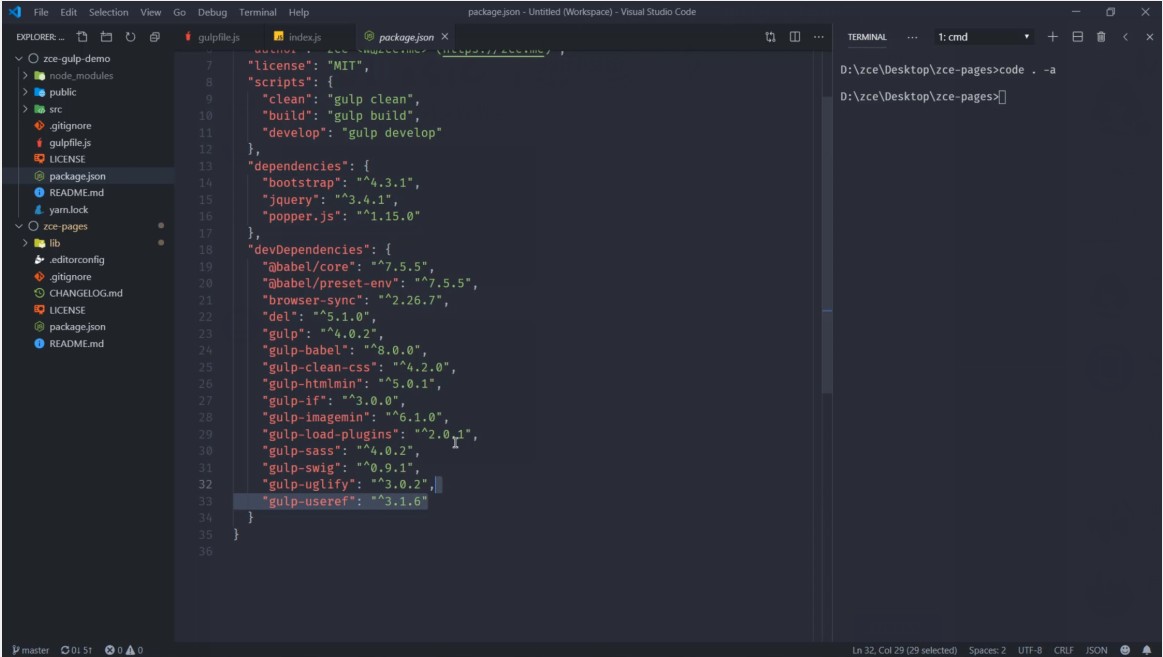 File Edit Selection View Go Debug Terminal Help
package.json - Untitled (Workspace) - Visual Studio Code
EXPLORER: ...
gulpfile.js
index.js
package.json
TERMINAL
1: cmd
zce-gulp-demo
node_modules
public
src
.gitignore
gulpfile.js
LICENSE
package.json
README.md
yarn.lock
zce-pages
lib
.editorconfig
.gitignore
CHANGELOG.md
LICENSE
package.json
README.md
6 "author": "zce <w@zce.me> (https://zce.me)",
7 "license": "MIT",
8 "scripts": {
9 "clean": "gulp clean",
10 "build": "gulp build",
11 "develop": "gulp develop"
12 },
13 "dependencies": {
14 "bootstrap": "^4.3.1",
15 "jquery": "^3.4.1",
16 "popper.js": "^1.15.0"
17 },
18 "devDependencies": {
19 "@babel/core": "^7.5.5",
20 "@babel/preset-env": "^7.5.5",
21 "browser-sync": "^2.26.7",
22 "del": "^5.1.0",
23 "gulp": "^4.0.2",
24 "gulp-babel": "^8.0.0",
25 "gulp-clean-css": "^4.2.0",
26 "gulp-htmlmin": "^5.0.1",
27 "gulp-if": "^3.0.0",
28 "gulp-imagemin": "^6.1.0",
29 "gulp-load-plugins": "^2.0.1",
30 "gulp-sass": "^4.0.2",
31 "gulp-swig": "^0.9.1",
32 "gulp-uglify": "^3.0.2",
33 "gulp-useref": "^3.1.6"
34 }
35 }
36
D:\zce\Desktop\zce-pages>code . -a
D:\zce\Desktop\zce-pages>
master 0↓ 5↑ 0 0
Ln 32, Col 29 (29 selected) Spaces: 2 UTF-8 CRLF JSON